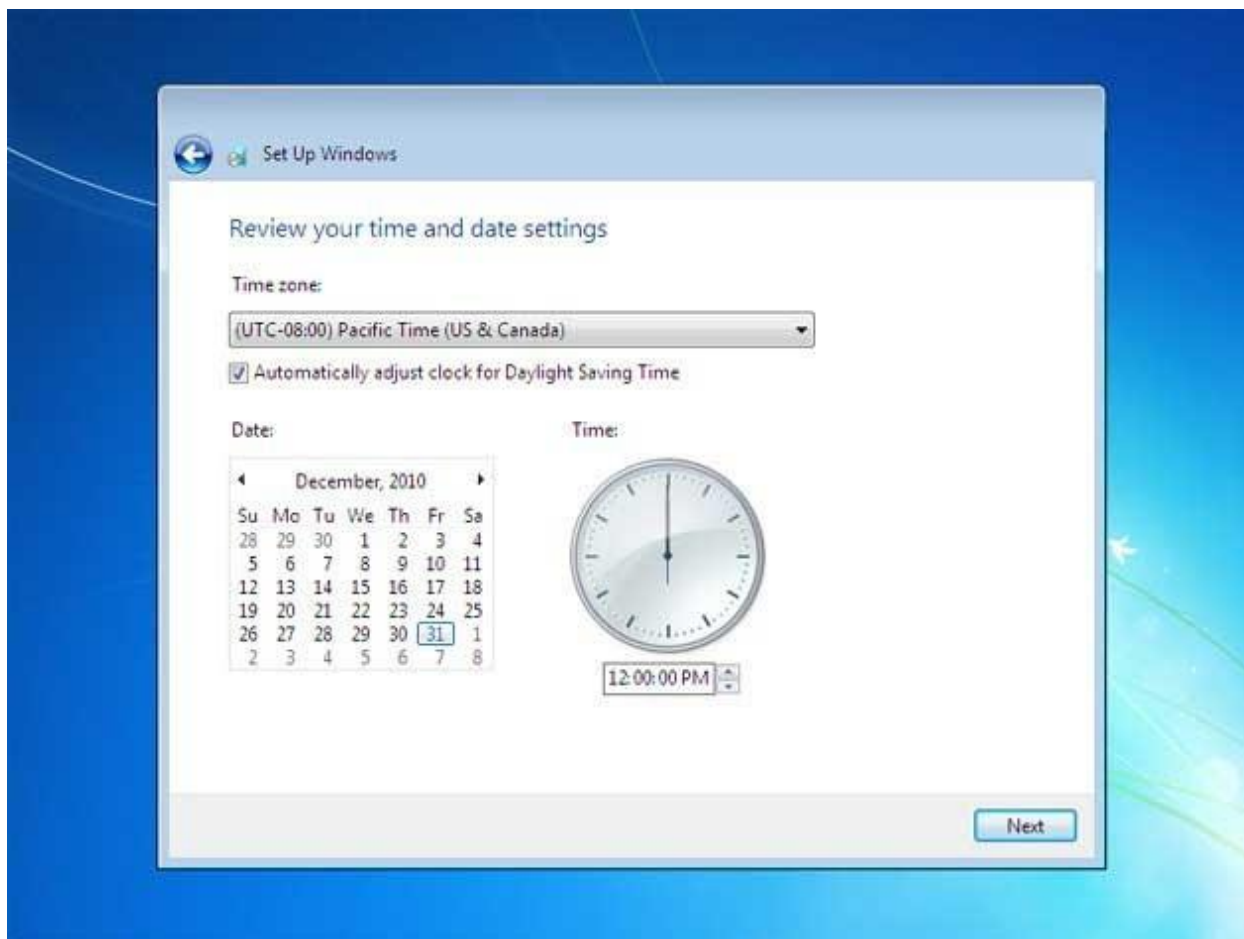 Set Up Windows
Review your time and date settings
Time zone:
(UTC-08:00) Pacific Time (US & Canada)
Automatically adjust clock for Daylight Saving Time
Date:
Time:
December, 2010
Su Mo Tu We Th Fr Sa
28 29 30 1 2 3 4
5 6 7 8 9 10 11
12 13 14 15 16 17 18
19 20 21 22 23 24 25
26 27 28 29 30 31 1
2 3 4 5 6 7 8
12:00:00 PM
Next